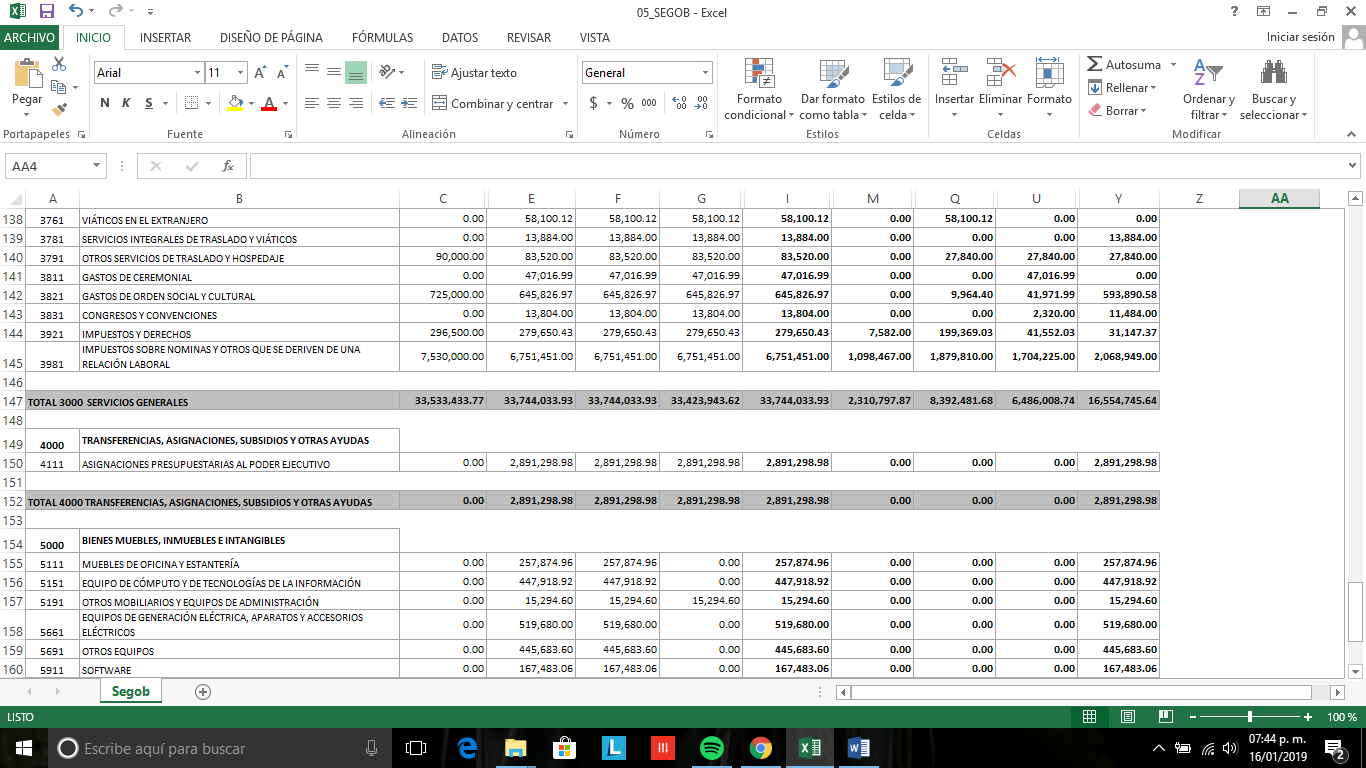 05_SEGOB - Excel
?
ARCHIVO INICIO INSERTAR DISEÑO DE PÁGINA FÓRMULAS DATOS REVISAR VISTA Iniciar sesión
Pegar
Arial 11
N K S
Ajustar texto
Combinar y centrar
General
$ % 000
Formato condicional
Dar formato como tabla
Estilos de celda
Insertar Eliminar Formato
Autosuma
Rellenar
Borrar
Ordenar y filtrar
Buscar y seleccionar
Portapapeles Fuente Alineación Número Estilos Celdas Modificar
AA4 fx
A B C E F G I M Q U Y Z AA
138 3761 VIÁTICOS EN EL EXTRANJERO 0.00 58,100.12 58,100.12 58,100.12 58,100.12 0.00 58,100.12 0.00 0.00
139 3781 SERVICIOS INTEGRALES DE TRASLADO Y VIÁTICOS 0.00 13,884.00 13,884.00 13,884.00 13,884.00 0.00 0.00 0.00 13,884.00
140 3791 OTROS SERVICIOS DE TRASLADO Y HOSPEDAJE 90,000.00 83,520.00 83,520.00 83,520.00 83,520.00 0.00 27,840.00 27,840.00 27,840.00
141 3811 GASTOS DE CEREMONIAL 0.00 47,016.99 47,016.99 47,016.99 47,016.99 0.00 0.00 47,016.99 0.00
142 3821 GASTOS DE ORDEN SOCIAL Y CULTURAL 725,000.00 645,826.97 645,826.97 645,826.97 645,826.97 0.00 9,964.40 41,971.99 593,890.58
143 3831 CONGRESOS Y CONVENCIONES 0.00 13,804.00 13,804.00 13,804.00 13,804.00 0.00 0.00 2,320.00 11,484.00
144 3921 IMPUESTOS Y DERECHOS 296,500.00 279,650.43 279,650.43 279,650.43 279,650.43 7,582.00 199,369.03 41,552.03 31,147.37
IMPUESTOS SOBRE NOMINAS Y OTROS QUE SE DERIVEN DE UNA
145 3981 RELACIÓN LABORAL 7,530,000.00 6,751,451.00 6,751,451.00 6,751,451.00 6,751,451.00 1,098,467.00 1,879,810.00 1,704,225.00 2,068,949.00
146
147 TOTAL 3000 SERVICIOS GENERALES 33,533,433.77 33,744,033.93 33,744,033.93 33,423,943.62 33,744,033.93 2,310,797.87 8,392,481.68 6,486,008.74 16,554,745.64
148
149 4000 TRANSFERENCIAS, ASIGNACIONES, SUBSIDIOS Y OTRAS AYUDAS
150 4111 ASIGNACIONES PRESUPUESTARIAS AL PODER EJECUTIVO 0.00 2,891,298.98 2,891,298.98 2,891,298.98 2,891,298.98 0.00 0.00 0.00 2,891,298.98
151
152 TOTAL 4000 TRANSFERENCIAS, ASIGNACIONES, SUBSIDIOS Y OTRAS AYUDAS 0.00 2,891,298.98 2,891,298.98 2,891,298.98 2,891,298.98 0.00 0.00 0.00 2,891,298.98
153
154 5000 BIENES MUEBLES, INMUEBLES E INTANGIBLES
155 5111 MUEBLES DE OFICINA Y ESTANTERÍA 0.00 257,874.96 257,874.96 0.00 257,874.96 0.00 0.00 0.00 257,874.96
156 5151 EQUIPO DE CÓMPUTO Y DE TECNOLOGÍAS DE LA INFORMACIÓN 0.00 447,918.92 447,918.92 0.00 447,918.92 0.00 0.00 0.00 447,918.92
157 5191 OTROS MOBILIARIOS Y EQUIPOS DE ADMINISTRACIÓN 0.00 15,294.60 15,294.60 15,294.60 15,294.60 0.00 0.00 0.00 15,294.60
EQUIPOS DE GENERACIÓN ELÉCTRICA, APARATOS Y ACCESORIOS
158 5661 ELÉCTRICOS 0.00 519,680.00 519,680.00 0.00 519,680.00 0.00 0.00 0.00 519,680.00
159 5691 OTROS EQUIPOS 0.00 445,683.60 445,683.60 0.00 445,683.60 0.00 0.00 0.00 445,683.60
160 5911 SOFTWARE 0.00 167,483.06 167,483.06 0.00 167,483.06 0.00 0.00 0.00 167,483.06
Segob
LISTO 100 %
Escribe aquí para buscar
07:44 p. m.
16/01/2019
2